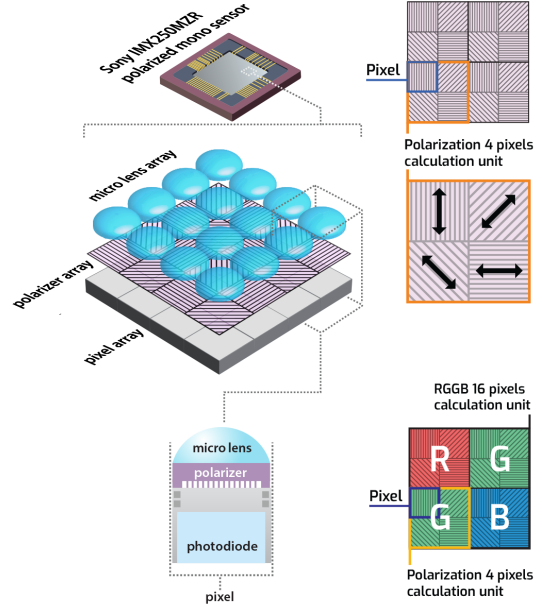 Sony IMX250MZR
polarized mono sensor
Pixel
Polarization 4 pixels
calculation unit
micro lens array
polarizer array
pixel array
RGGB 16 pixels
calculation unit
micro lens
polarizer
photodiode
pixel
R
G
Pixel
G
B
Polarization 4 pixels
calculation unit